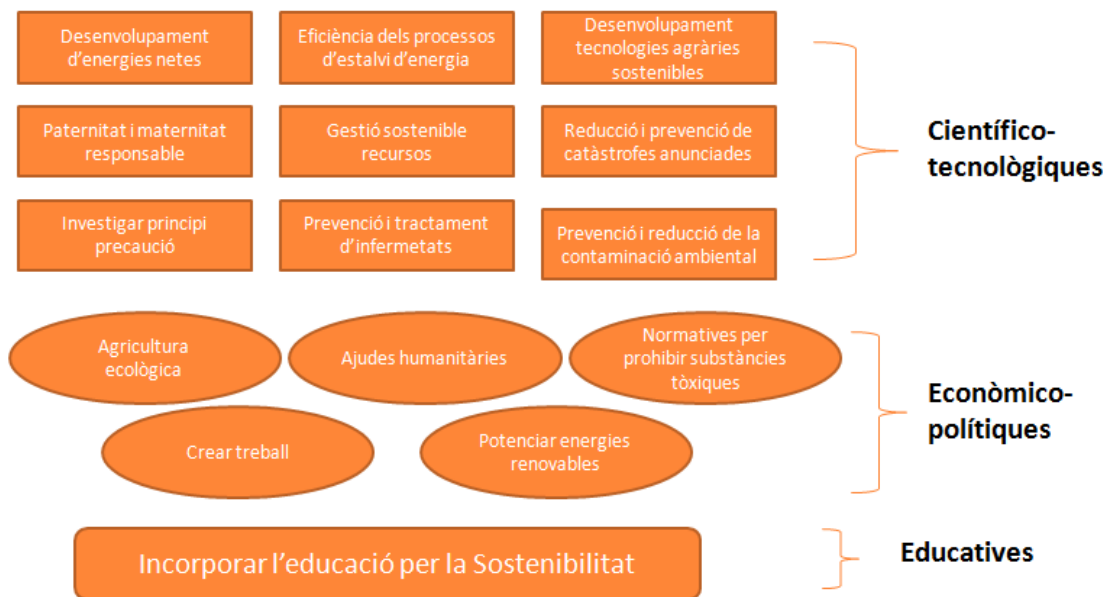 Desenvolupament
d'energies netes
Eficiència dels processos
d'estalvi d'energia
Desenvolupament
tecnologies agràries
sostenibles
Paternitat i maternitat
responsable
Gestió sostenible
recursos
Reducció i prevenció de
catàstrofes anunciades
Investigar principi
precaució
Prevenció i tractament
d'infermetats
Prevenció i reducció de la
contaminació ambiental
Científico-
tecnològiques
Agricultura
ecològica
Ajudes humanitàries
Normatives per
prohibir substàncies
tòxiques
Crear treball
Potenciar energies
renovables
Econòmico-
polítiques
Incorporar l'educació per la Sostenibilitat
Educatives